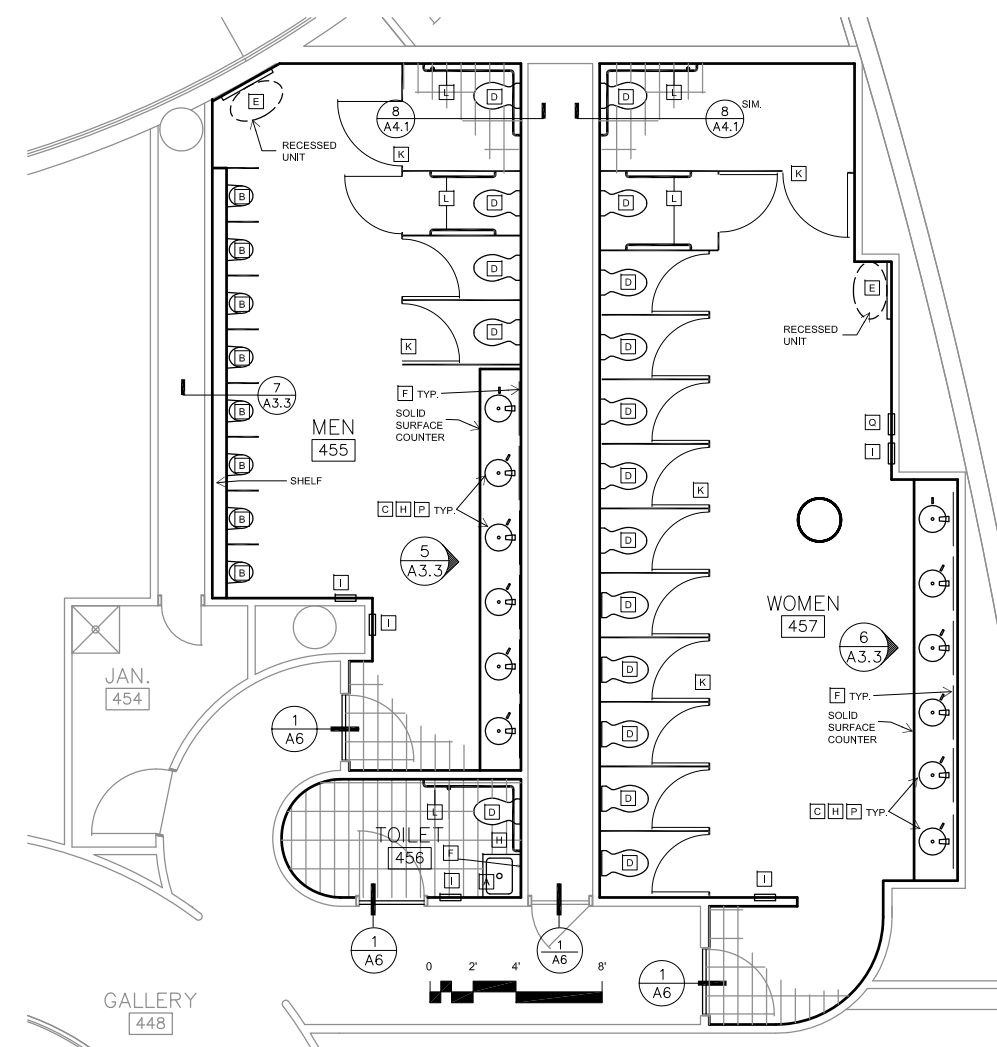 E
RECESSED
UNIT
L
D
D
L
8
A4.1
8
A4.1
SIM.
K
K
B
B
B
B
B
B
B
B
L
D
D
L
D
D
E
RECESSED
UNIT
D
K
D
7
A3.3
F TYP.
SOLID
SURFACE
COUNTER
D
Q
I
MEN
455
SHELF
D
K
C H P TYP.
D
5
A3.3
I
I
D
WOMEN
457
6
A3.3
D
K
JAN.
454
F TYP.
SOLID
SURFACE
COUNTER
1
A6
D
D
C H P TYP.
L
D
TOILET
456
H
F
I
A
D
I
1
A6
1
A6
1
A6
0 2' 4' 8'
GALLERY
448